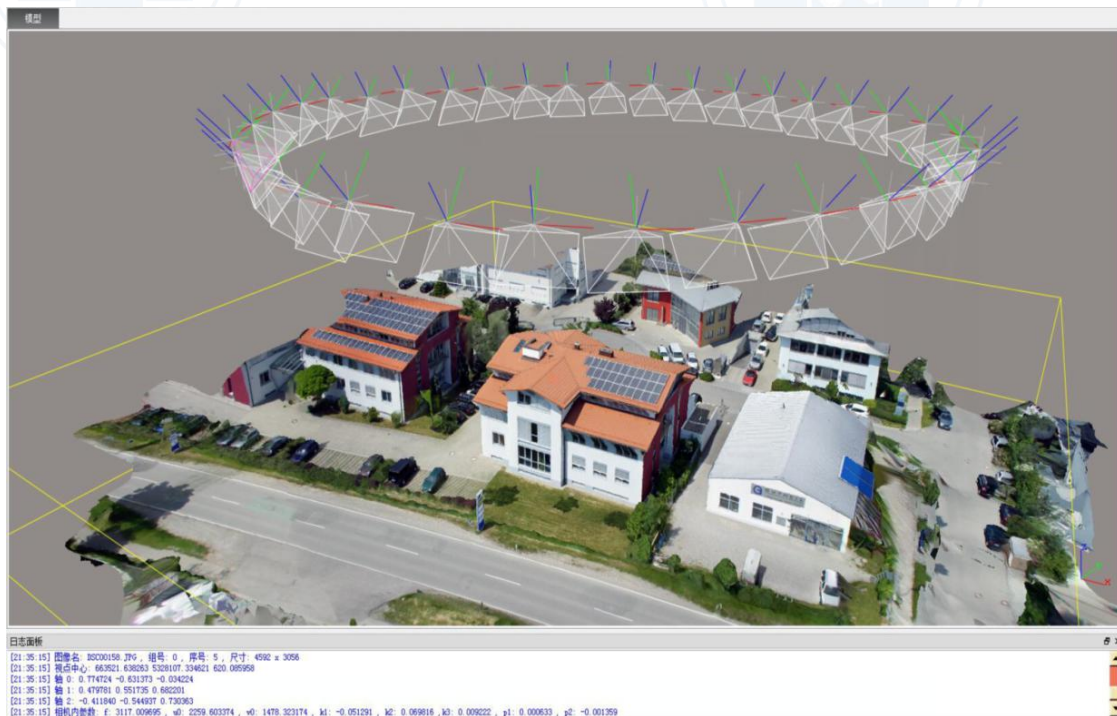 模型
日志面板
[21:35:15] 图像名: DSC00158.JPG , 组号: 0 , 序号: 5 , 尺寸: 4592 x 3056
[21:35:15] 视点中心: 663521.638263 5328107.334621 620.085958
[21:35:15] 轴 0: 0.774724 -0.631373 -0.034224
[21:35:15] 轴 1: 0.479781 0.551735 0.682201
[21:35:15] 轴 2: -0.411840 -0.544937 0.730363
[21:35:15] 相机内参数: f: 3117.009695 , u0: 2259.603374 , v0: 1478.323174 , k1: -0.051291 , k2: 0.069816 ,k3: 0.009222 , p1: 0.000633 , p2: -0.001359